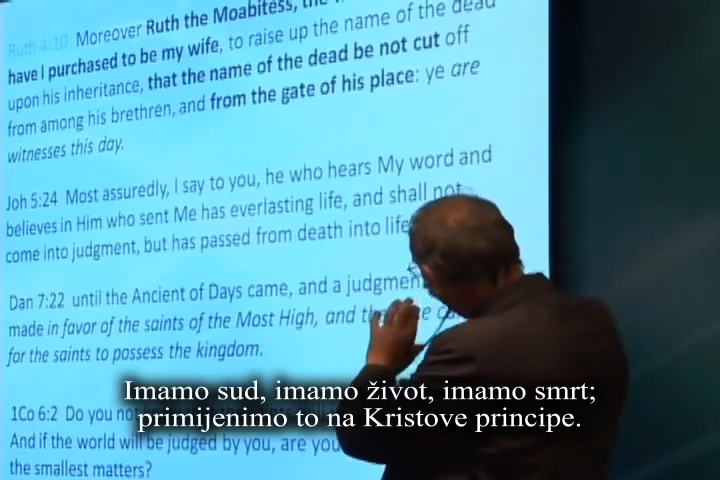 Ruth 4:10 Moreover Ruth the Moabitess, the
have I purchased to be my wife, to raise up the name of the dead
upon his inheritance, that the name of the dead be not cut off
from among his brethren, and from the gate of his place: ye are
witnesses this day.
Joh 5:24 Most assuredly, I say to you, he who hears My word and
believes in Him who sent Me has everlasting life, and shall not
come into judgment, but has passed from death into life
Dan 7:22 until the Ancient of Days came, and a judgmen
made in favor of the saints of the Most High, and the
for the saints to possess the kingdom.
1Co 6:2 Do you not
And if the world will be judged by you, are you
the smallest matters?
Imamo sud, imamo život, imamo smrt;
primijenimo to na Kristove principe.